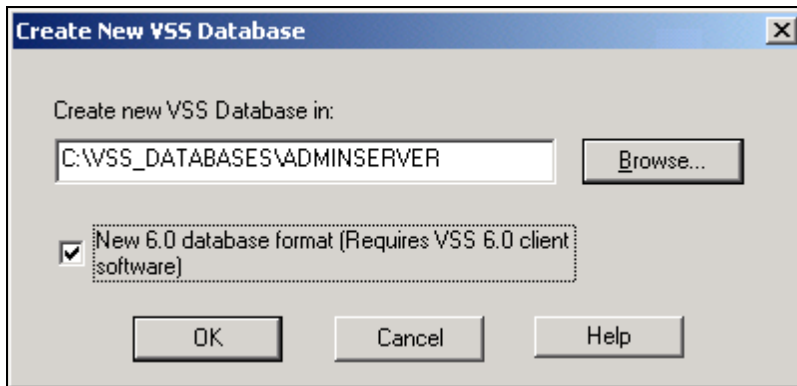 Create New VSS Database
Create new VSS Database in:
C:\VSS_DATABASES\ADMINSERVER
Browse...
New 6.0 database format (Requires VSS 6.0 client
software)
OK Cancel Help